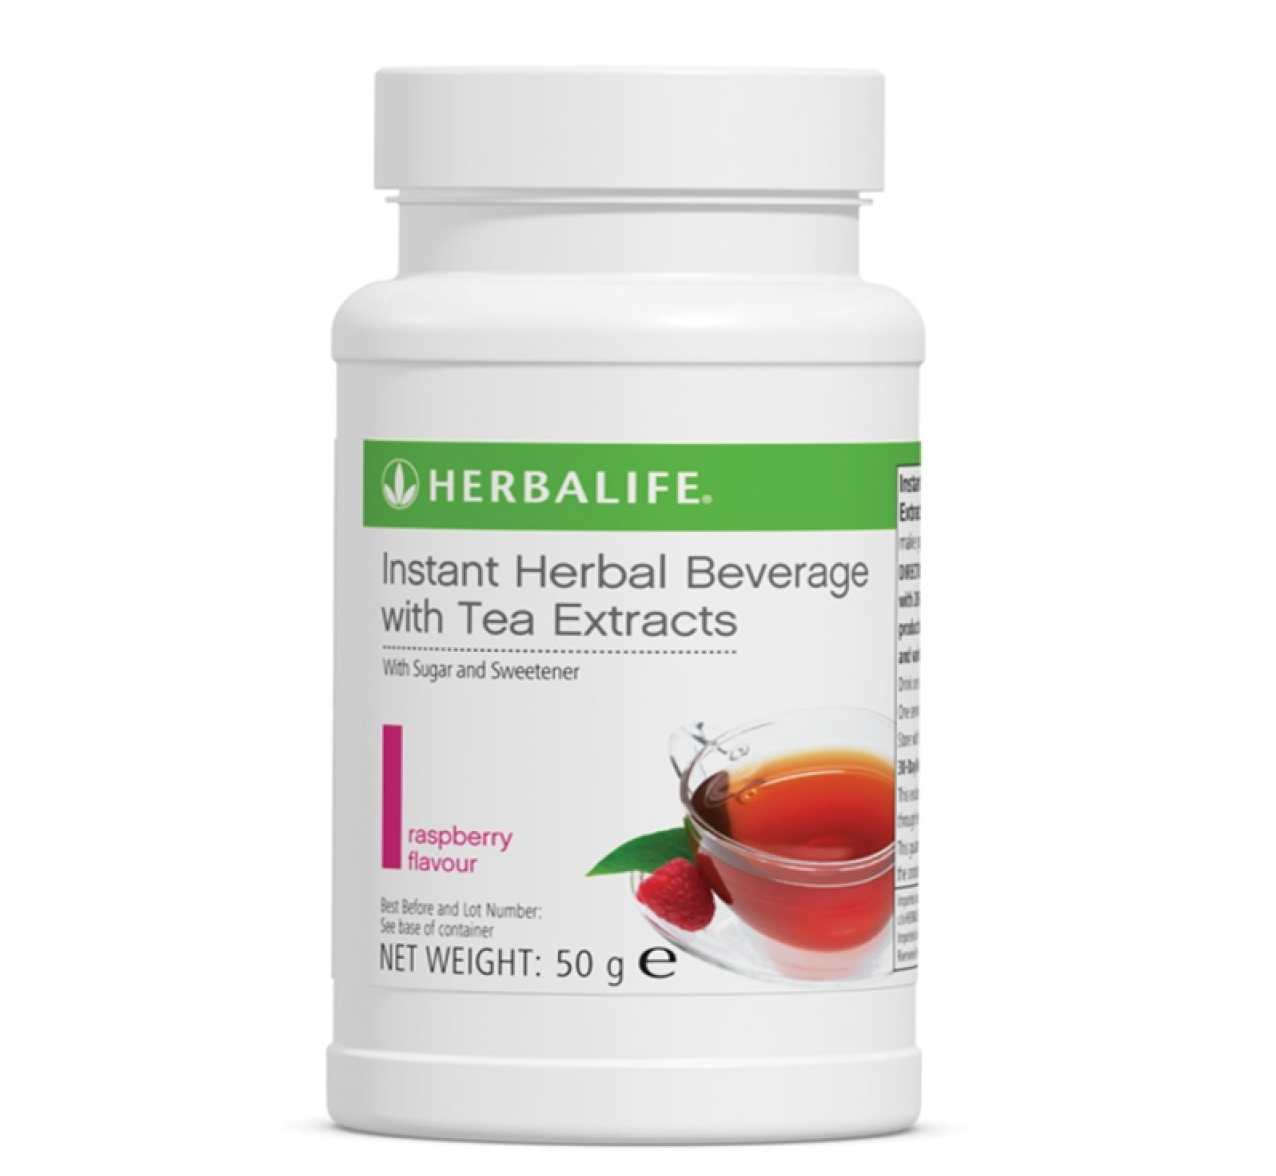 HERBALIFE®
Instant Herbal Beverage
with Tea Extracts
With Sugar and Sweetener
raspberry
flavour
Best Before and Lot Number:
See base of container
NET WEIGHT: 50 g ℮